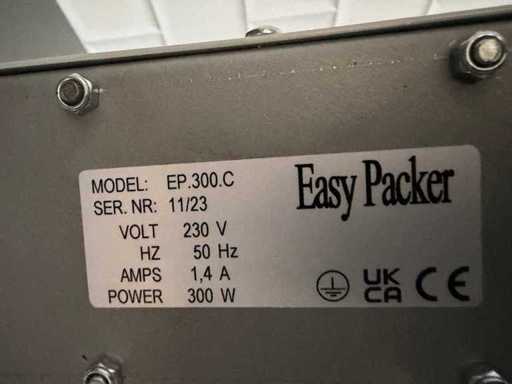 MODEL: EP.300.C
SER. NR: 11/23
VOLT 230 V
HZ 50 Hz
AMPS 1,4 A
POWER 300 W
Easy Packer
UK
CA CE